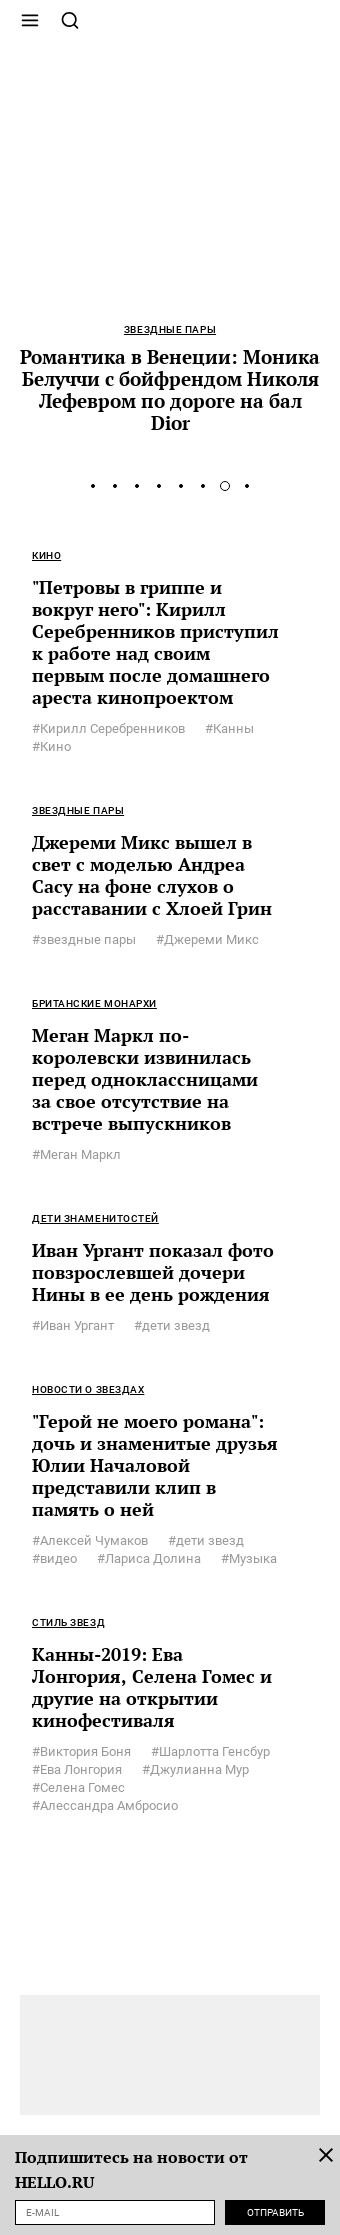 ЗВЕЗДНЫЕ ПАРЫ
Романтика в Венеции: Моника
Белуччи с бойфрендом Николя
Лефевром по дороге на бал
Dior
КИНО
"Петровы в гриппе и
вокруг него": Кирилл
Серебренников приступил
к работе над своим
первым после домашнего
ареста кинопроектом
#Кирилл Серебренников #Канны
#Кино
ЗВЕЗДНЫЕ ПАРЫ
Джереми Микс вышел в
свет с моделью Андреа
Сасу на фоне слухов о
расставании с Хлоей Грин
#звездные пары #Джереми Микс
БРИТАНСКИЕ МОНАРХИ
Меган Маркл по-
королевски извинилась
перед одноклассницами
за свое отсутствие на
встрече выпускников
#Меган Маркл
ДЕТИ ЗНАМЕНИТОСТЕЙ
Иван Ургант показал фото
повзрослевшей дочери
Нины в ее день рождения
#Иван Ургант #дети звезд
НОВОСТИ О ЗВЕЗДАХ
"Герой не моего романа":
дочь и знаменитые друзья
Юлии Началовой
представили клип в
память о ней
#Алексей Чумаков #дети звезд
#видео #Лариса Долина #Музыка
СТИЛЬ ЗВЕЗД
Канны-2019: Ева
Лонгория, Селена Гомес и
другие на открытии
кинофестиваля
#Виктория Боня #Шарлотта Генсбур
#Ева Лонгория #Джулианна Мур
#Селена Гомес
#Алессандра Амбросио
Подпишитесь на новости от
HELLO.RU
E-MAIL ОТПРАВИТЬ